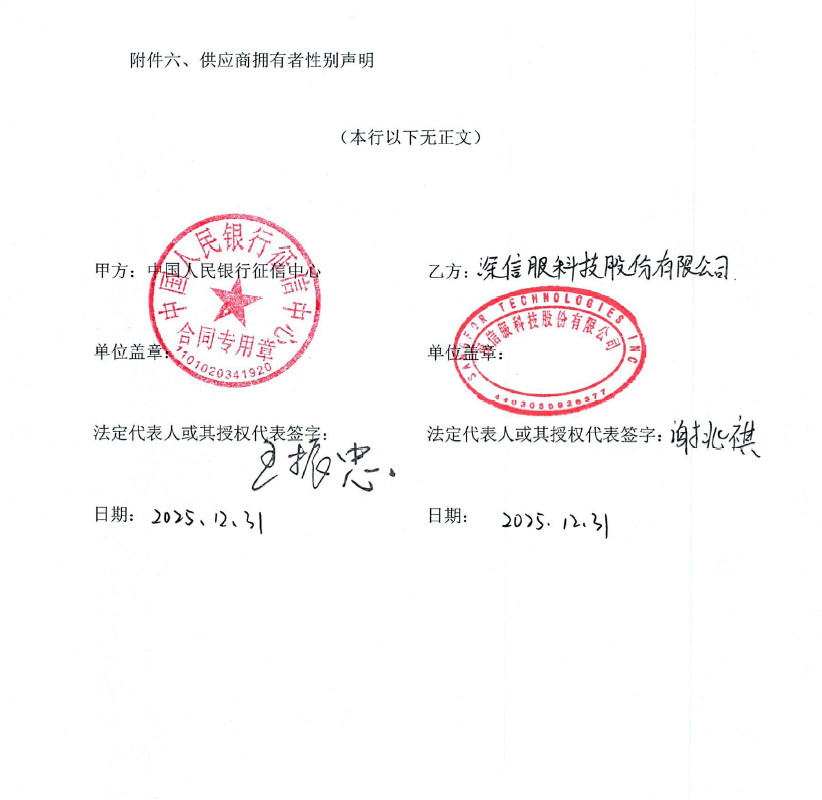 附件六、供应商拥有者性别声明
（本行以下无正文）
甲方：中国人民银行征信中心
乙方：深信服科技股份有限公司
中国人民银行征信中心
合同专用章
1101020341920
SANGFOR TECHNOLOGIES INC
深信服科技股份有限公司
单位盖章：
单位盖章：
法定代表人或其授权代表签字：
王振忠
法定代表人或其授权代表签字：
日期：2025.12.31
日期：2025.12.31